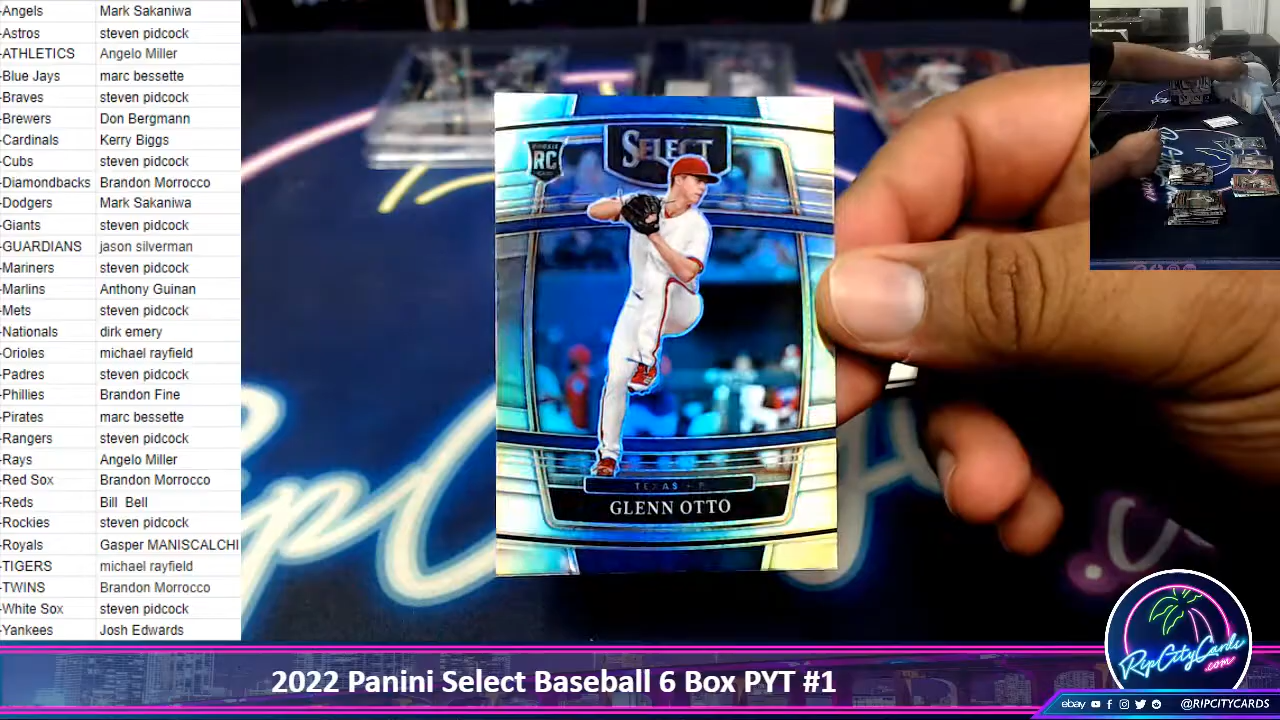 -Angels Mark Sakaniwa
-Astros steven pidcock
-ATHLETICS Angelo Miller
-Blue Jays marc bessette
-Braves steven pidcock
-Brewers Don Bergmann
-Cardinals Kerry Biggs
-Cubs steven pidcock
-Diamondbacks Brandon Morrocco
-Dodgers Mark Sakaniwa
-Giants steven pidcock
-GUARDIANS jason silverman
-Mariners steven pidcock
-Marlins Anthony Guinan
-Mets steven pidcock
-Nationals dirk emery
-Orioles michael rayfield
-Padres steven pidcock
-Phillies Brandon Fine
-Pirates marc bessette
-Rangers steven pidcock
-Rays Angelo Miller
-Red Sox Brandon Morrocco
-Reds Bill Bell
-Rockies steven pidcock
-Royals Gasper MANISCALCHI
-TIGERS michael rayfield
-TWINS Brandon Morrocco
-White Sox steven pidcock
-Yankees Josh Edwards
RC
SELECT
TEXAS - P
GLENN OTTO
2022 Panini Select Baseball 6 Box PYT #1
RipCityCards
.com
ebay @RIPCITYCARDS